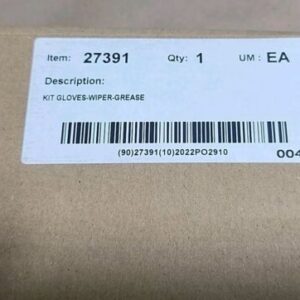 Item: 27391 Qty: 1 UM : EA
Description:
KIT GLOVES-WIPER-GREASE
(90)27391(10)2022PO2910
004